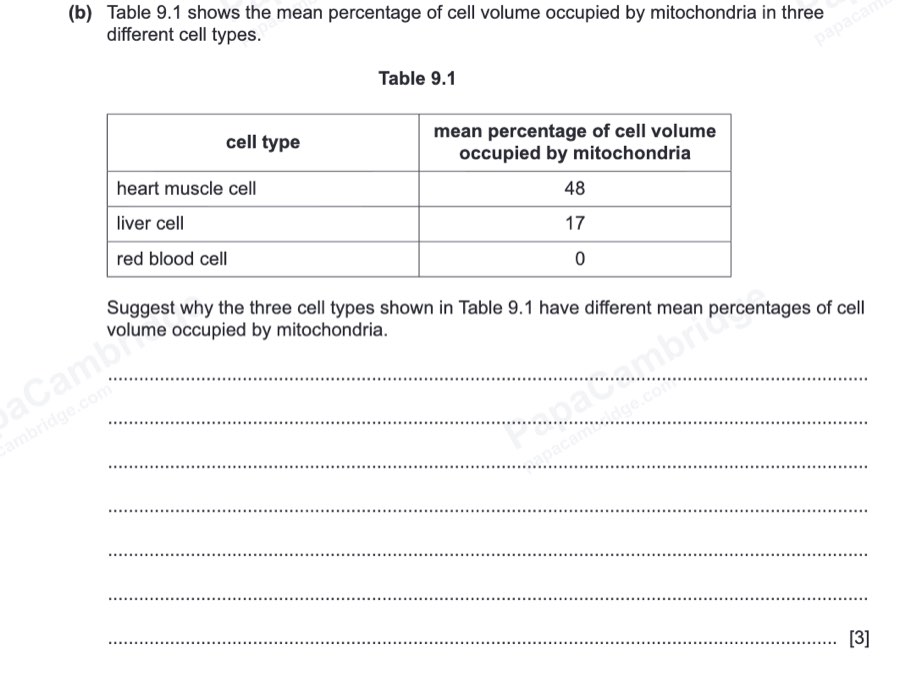 (b) Table 9.1 shows the mean percentage of cell volume occupied by mitochondria in three
different cell types.
Table 9.1
cell type
mean percentage of cell volume
occupied by mitochondria
heart muscle cell 48
liver cell 17
red blood cell 0
Suggest why the three cell types shown in Table 9.1 have different mean percentages of cell
volume occupied by mitochondria.
PapaCambridge
papacambridge.com
[3]